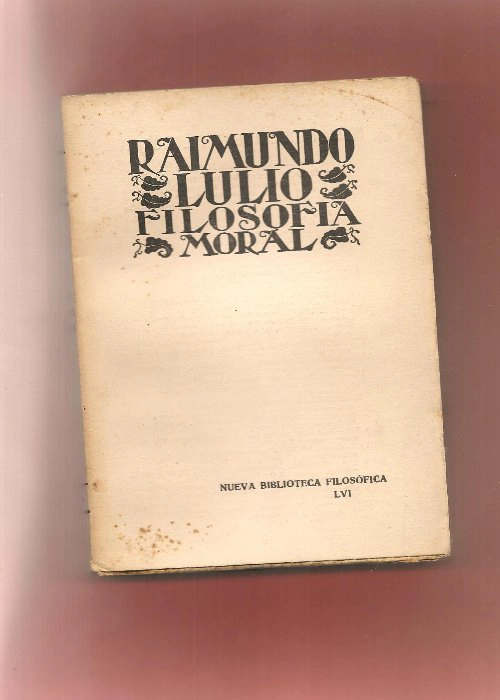 RAIMUNDO
LULIO
FILOSOFIA
MORAL
NUEVA BIBLIOTECA FILOSÓFICA
LVI